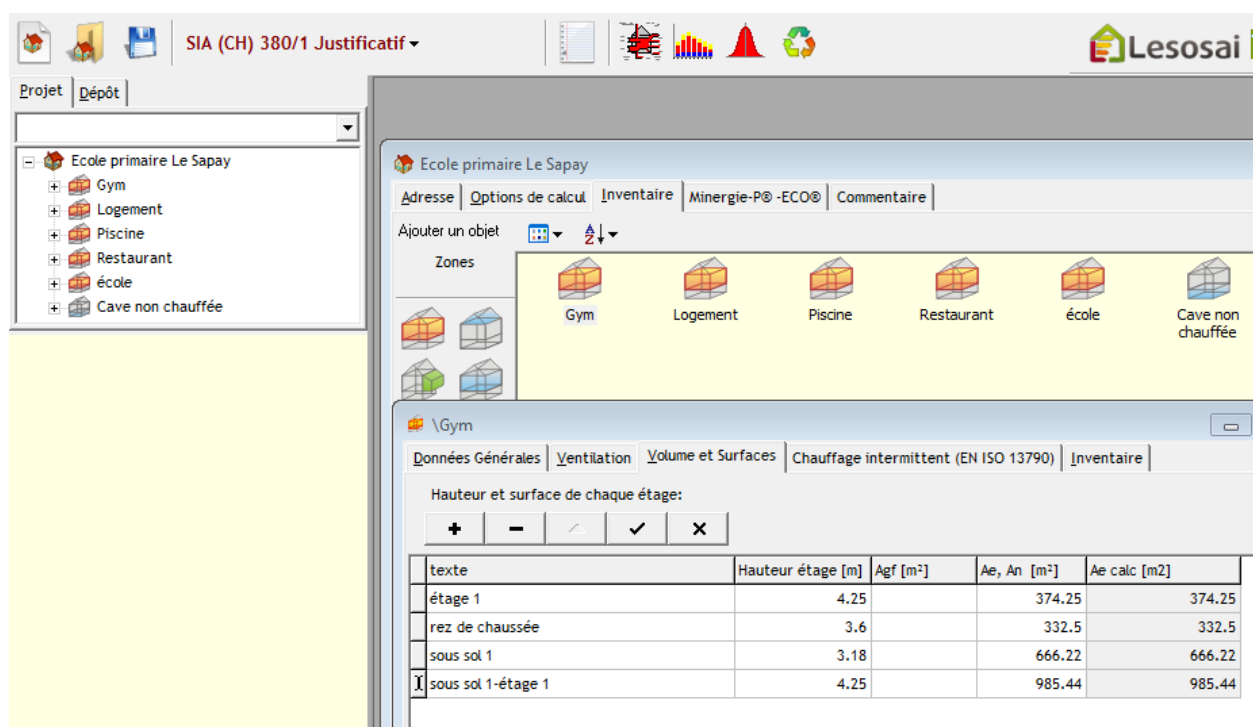 SIA (CH) 380/1 Justificatif
Lesosai
Projet Dépôt
Ecole primaire Le Sapay
Gym
Logement
Piscine
Restaurant
école
Cave non chauffée
Ecole primaire Le Sapay
Adresse Options de calcul Inventaire Minergie-P® -ECO® Commentaire
Ajouter un objet
Zones
Gym Logement Piscine Restaurant école Cave non
chauffée
\Gym
Données Générales Ventilation Volume et Surfaces Chauffage intermittent (EN ISO 13790) Inventaire
Hauteur et surface de chaque étage:
texte Hauteur étage [m] Agf [m²] Ae, An [m²] Ae calc [m2]
étage 1 4.25 374.25 374.25
rez de chaussée 3.6 332.5 332.5
sous sol 1 3.18 666.22 666.22
sous sol 1-étage 1 4.25 985.44 985.44